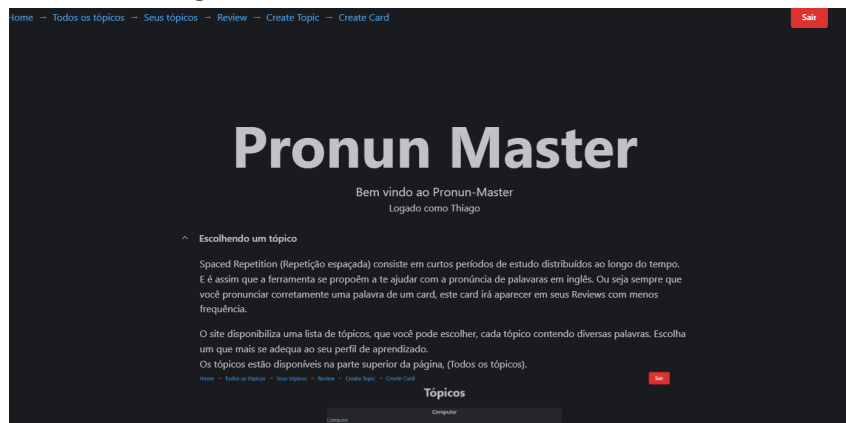 Home → Todos os tópicos → Seus tópicos → Review → Create Topic → Create Card
Sair
Pronun Master
Bem vindo ao Pronun-Master
Logado como Thiago
Escolhendo um tópico
Spaced Repetition (Repetição espaçada) consiste em curtos períodos de estudo distribuídos ao longo do tempo.
E é assim que a ferramenta se propoêm a te ajudar com a pronúncia de palavaras em inglês. Ou seja sempre que
você pronunciar corretamente uma palavra de um card, este card irá aparecer em seus Reviews com menos
frequência.
O site disponibiliza uma lista de tópicos, que você pode escolher, cada tópico contendo diversas palavras. Escolha
um que mais se adequa ao seu perfil de aprendizado.
Os tópicos estão disponíveis na parte superior da página, (Todos os tópicos).
Home → Todos os tópicos → Seus tópicos → Review → Create Topic → Create Card
Sair
Tópicos
Computer
Computer